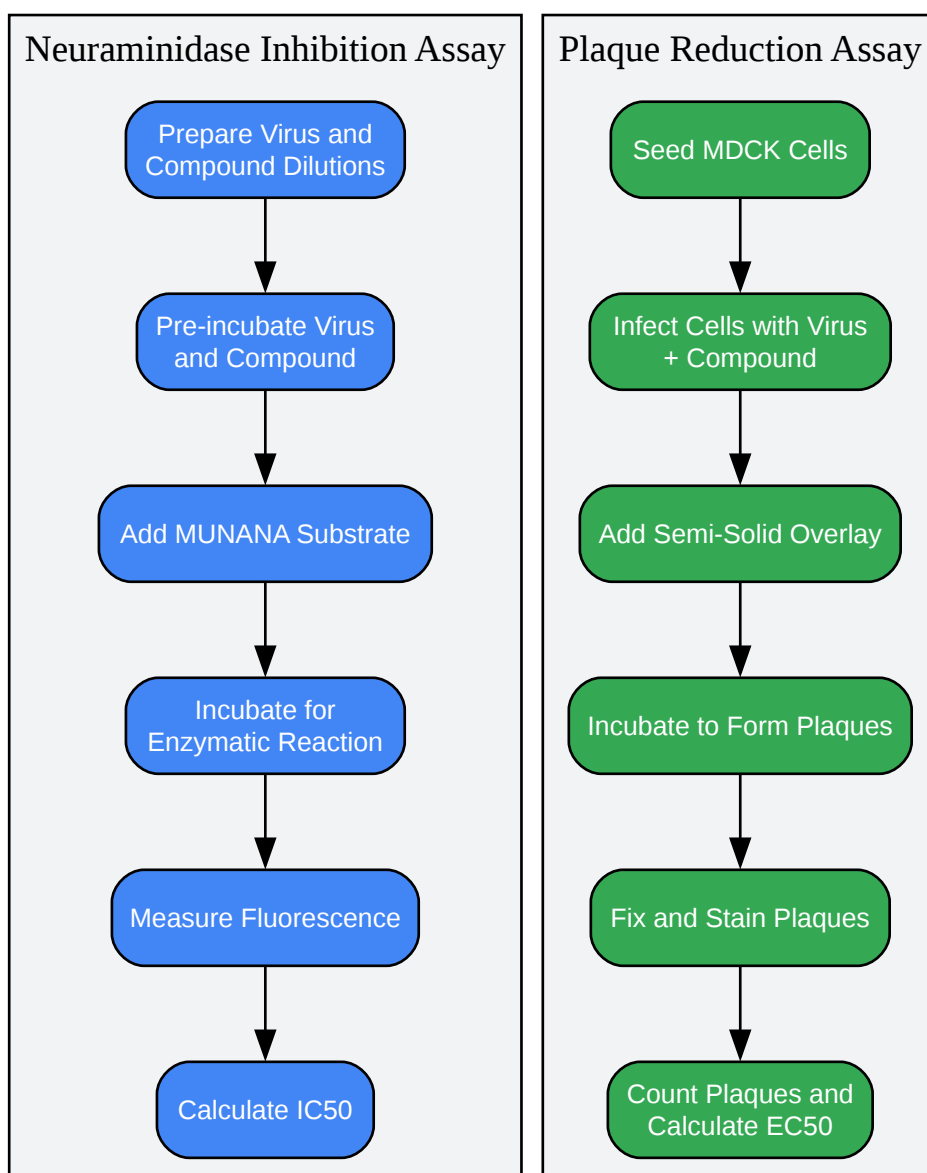 Neuraminidase Inhibition Assay
Prepare Virus and
Compound Dilutions
Pre-incubate Virus
and Compound
Add MUNANA Substrate
Incubate for
Enzymatic Reaction
Measure Fluorescence
Calculate IC50
Plaque Reduction Assay
Seed MDCK Cells
Infect Cells with Virus
+ Compound
Add Semi-Solid Overlay
Incubate to Form Plaques
Fix and Stain Plaques
Count Plaques and
Calculate EC50